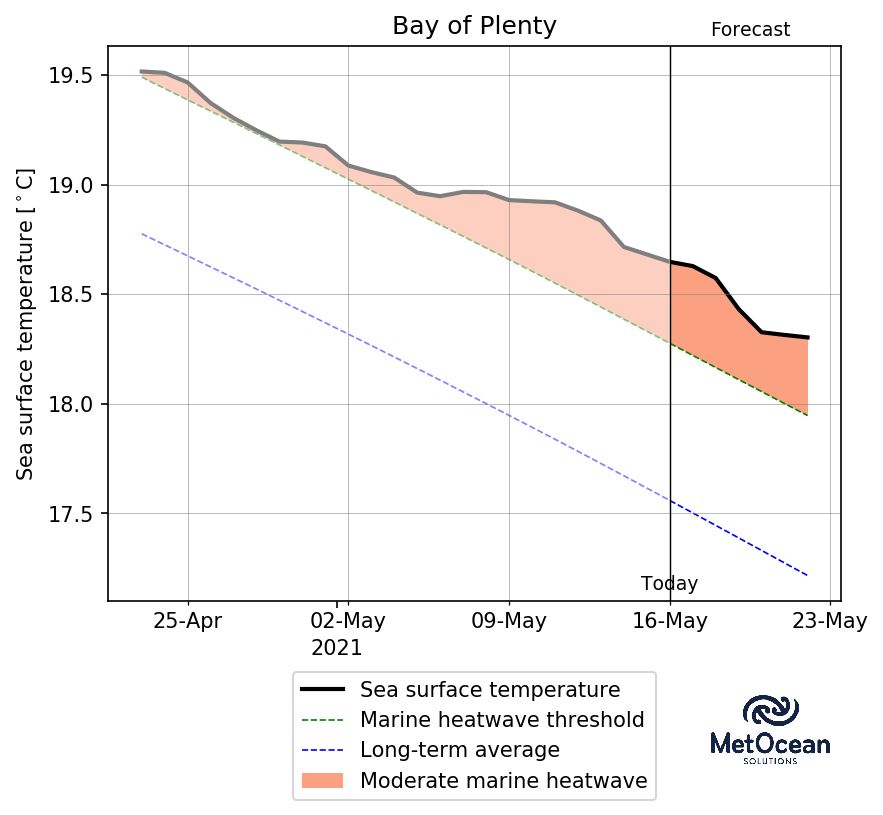 Bay of Plenty
Forecast
Sea surface temperature [°C]
19.5
19.0
18.5
18.0
17.5
Today
25-Apr
02-May
09-May
16-May
23-May
2021
Sea surface temperature
Marine heatwave threshold
Long-term average
Moderate marine heatwave
MetOcean
SOLUTIONS